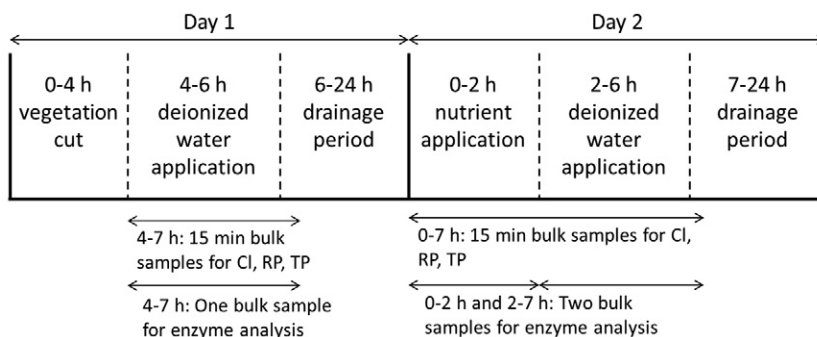 Day 1
Day 2
0-4 h
vegetation
cut
4-6 h
deionized
water
application
6-24 h
drainage
period
0-2 h
nutrient
application
2-6 h
deionized
water
application
7-24 h
drainage
period
4-7 h: 15 min bulk
samples for Cl, RP, TP
4-7 h: One bulk sample
for enzyme analysis
0-7 h: 15 min bulk samples for Cl,
RP, TP
0-2 h and 2-7 h: Two bulk
samples for enzyme analysis